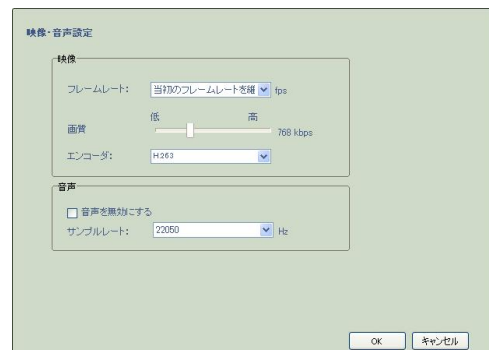 映像・音声設定
映像
フレームレート: 当初のフレームレートを維 fps
低 高
画質 768 kbps
エンコーダ: H263
音声
音声を無効にする
サンプルレート: 22050 Hz
OK キャンセル